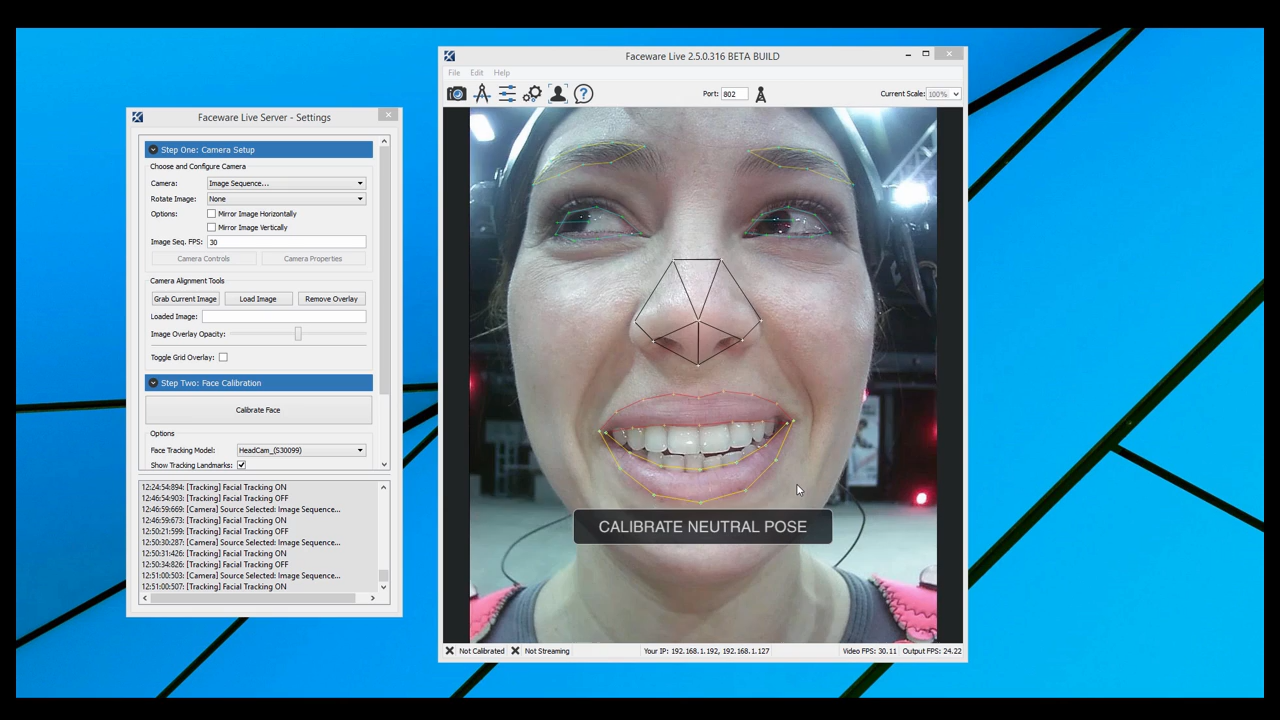 Faceware Live Server - Settings
Step One: Camera Setup
Choose and Configure Camera
Camera: Image Sequence...
Rotate Image: None
Options: Mirror Image Horizontally
Mirror Image Vertically
Image Seq. FPS: 30
Camera Controls Camera Properties
Camera Alignment Tools
Grab Current Image Load Image Remove Overlay
Loaded Image:
Image Overlay Opacity:
Toggle Grid Overlay:
Step Two: Face Calibration
Calibrate Face
Options
Face Tracking Model: HeadCam_(S30099)
Show Tracking Landmarks:
12:24:54:894: [Tracking] Facial Tracking ON
12:46:54:903: [Tracking] Facial Tracking OFF
12:46:59:669: [Camera] Source Selected: Image Sequence...
12:46:59:673: [Tracking] Facial Tracking ON
12:50:21:599: [Tracking] Facial Tracking OFF
12:50:30:287: [Camera] Source Selected: Image Sequence...
12:50:31:426: [Tracking] Facial Tracking ON
12:50:34:826: [Tracking] Facial Tracking OFF
12:51:00:503: [Camera] Source Selected: Image Sequence...
12:51:00:507: [Tracking] Facial Tracking ON
Faceware Live 2.5.0.316 BETA BUILD
File Edit Help
Port: 802 Current Scale: 100%
CALIBRATE NEUTRAL POSE
Not Calibrated Not Streaming Your IP: 192.168.1.192, 192.168.1.127 Video FPS: 30.11 Output FPS: 24.22